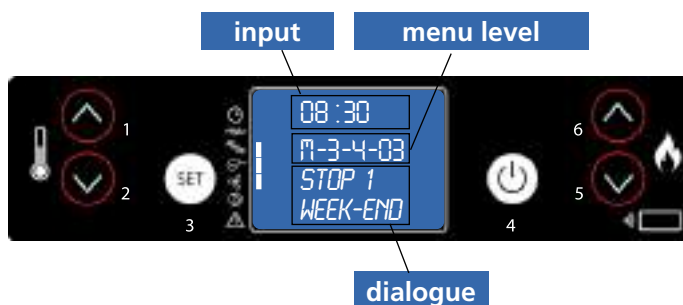 input
menu level
08:30
M-3-4-03
STOP 1
WEEK-END
1
2
SET
3
4
6
5
dialogue